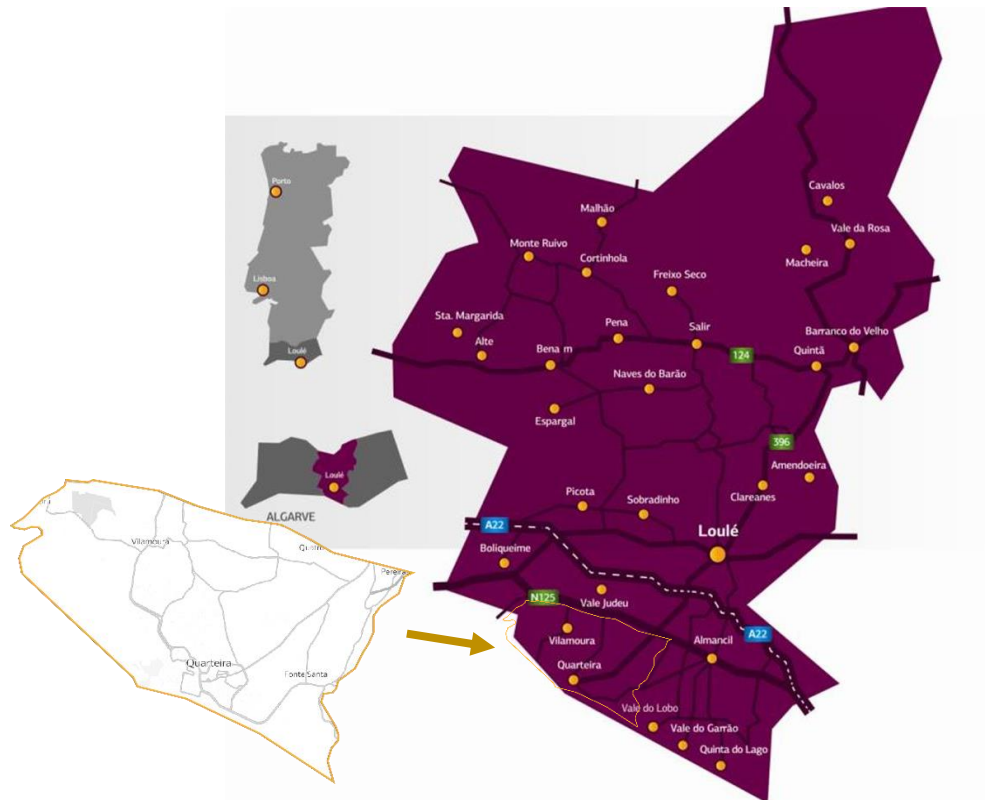 Cavalos
Porto
Malhão
Vale da Rosa
Monte Ruivo
Macheira
Cortinhola
Freixo Seco
Lisboa
Sta. Margarida
Pena
Salir
Barranco do Velho
Alte
Bena m
124
Quintã
Loulé
Naves do Barão
Espargal
396
Amendoeira
Loulé
Picota
Sobradinho
Clareanes
ALGARVE
A22
Loulé
Vilamoura
Boliqueime
N125
Vale Judeu
A22
Vilamoura
Almancil
Quarteira
Quarteira
Fonte Santa
Vale do Lobo
Vale do Garrão
Quinta do Lago